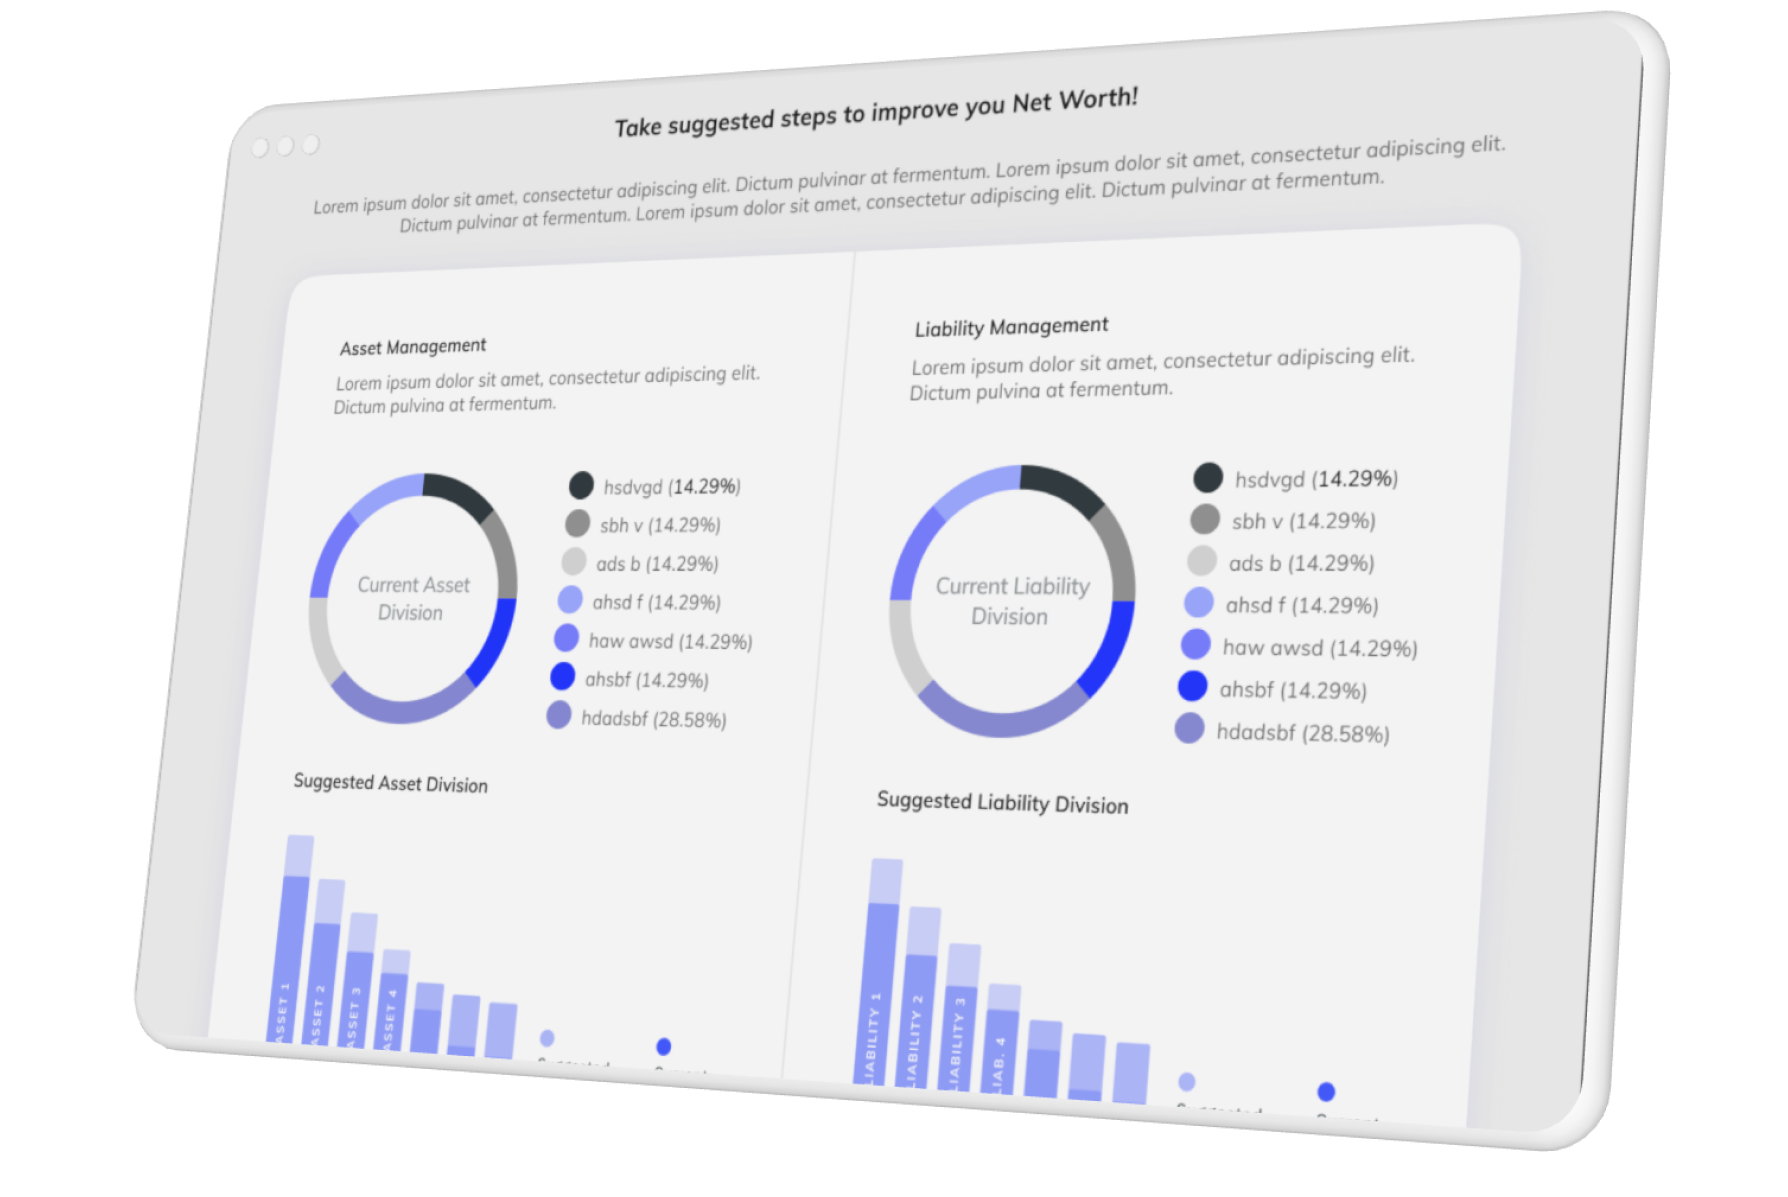 Take suggested steps to improve you Net Worth!
Lorem ipsum dolor sit amet, consectetur adipiscing elit. Dictum pulvinar at fermentum. Lorem ipsum dolor sit amet, consectetur adipiscing elit.
Dictum pulvinar at fermentum. Lorem ipsum dolor sit amet, consectetur adipiscing elit. Dictum pulvinar at fermentum.
Asset Management
Lorem ipsum dolor sit amet, consectetur adipiscing elit.
Dictum pulvina at fermentum.
Current Asset
Division
hsdvgd (14.29%)
sbh v (14.29%)
ads b (14.29%)
ahsd f (14.29%)
haw awsd (14.29%)
ahsbf (14.29%)
hdadsbf (28.58%)
Suggested Asset Division
ASSET 1
ASSET 2
ASSET 3
ASSET 4
Liability Management
Lorem ipsum dolor sit amet, consectetur adipiscing elit.
Dictum pulvina at fermentum.
Current Liability
Division
hsdvgd (14.29%)
sbh v (14.29%)
ads b (14.29%)
ahsd f (14.29%)
haw awsd (14.29%)
ahsbf (14.29%)
hdadsbf (28.58%)
Suggested Liability Division
LIABILITY 1
LIABILITY 2
LIABILITY 3
LIAB. 4